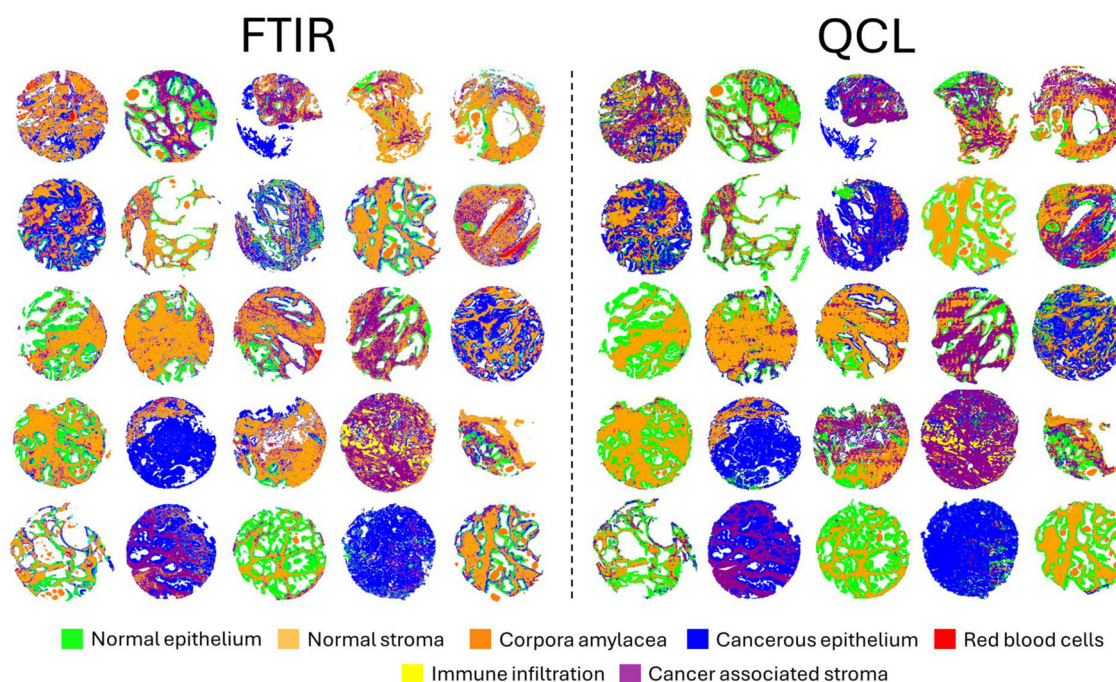 FTIR
QCL
Normal epithelium
Normal stroma
Corpora amylacea
Cancerous epithelium
Red blood cells
Immune infiltration
Cancer associated stroma